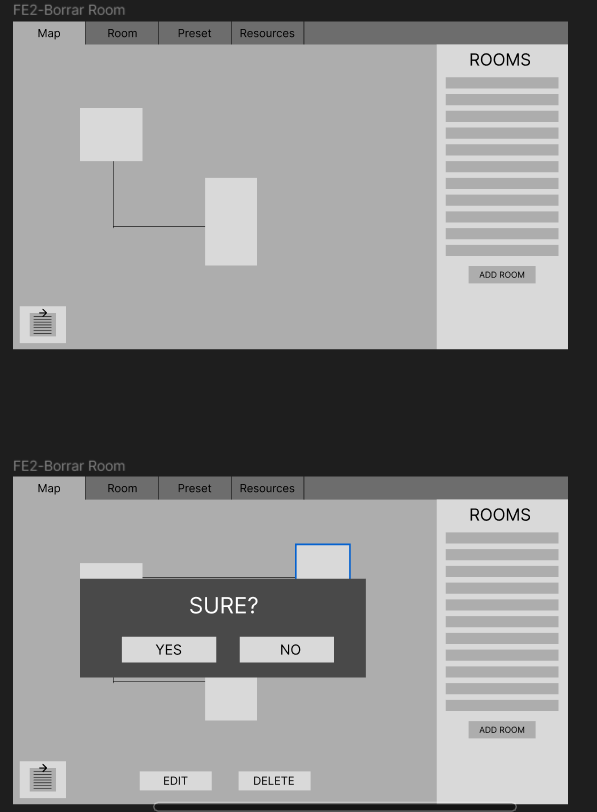 FE2-Borrar Room
Map Room Preset Resources
ROOMS
ADD ROOM
FE2-Borrar Room
Map Room Preset Resources
ROOMS
SURE?
YES NO
ADD ROOM
EDIT DELETE